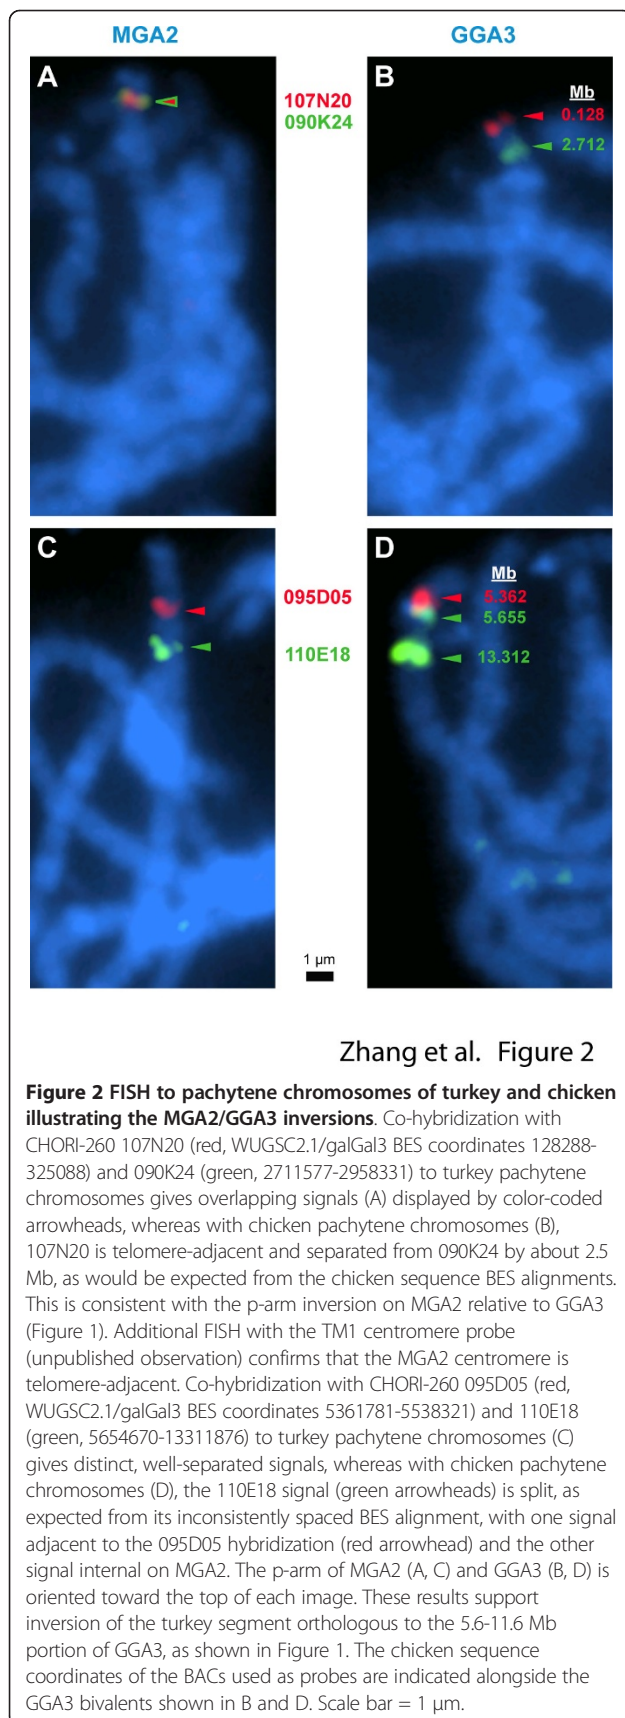 MGA2
GGA3
A
107N20
090K24
B
Mb
0.128
2.712
C
095D05
110E18
D
Mb
5.362
5.655
13.312
1 µm
Zhang et al. Figure 2
Figure 2 FISH to pachytene chromosomes of turkey and chicken
illustrating the MGA2/GGA3 inversions. Co-hybridization with
CHORI-260 107N20 (red, WUGSC2.1/galGal3 BES coordinates 128288-
325088) and 090K24 (green, 2711577-2958331) to turkey pachytene
chromosomes gives overlapping signals (A) displayed by color-coded
arrowheads, whereas with chicken pachytene chromosomes (B),
107N20 is telomere-adjacent and separated from 090K24 by about 2.5
Mb, as would be expected from the chicken sequence BES alignments.
This is consistent with the p-arm inversion on MGA2 relative to GGA3
(Figure 1). Additional FISH with the TM1 centromere probe
(unpublished observation) confirms that the MGA2 centromere is
telomere-adjacent. Co-hybridization with CHORI-260 095D05 (red,
WUGSC2.1/galGal3 BES coordinates 5361781-5538321) and 110E18
(green, 5654670-13311876) to turkey pachytene chromosomes (C)
gives distinct, well-separated signals, whereas with chicken pachytene
chromosomes (D), the 110E18 signal (green arrowheads) is split, as
expected from its inconsistently spaced BES alignment, with one signal
adjacent to the 095D05 hybridization (red arrowhead) and the other
signal internal on MGA2. The p-arm of MGA2 (A, C) and GGA3 (B, D) is
oriented toward the top of each image. These results support
inversion of the turkey segment orthologous to the 5.6-11.6 Mb
portion of GGA3, as shown in Figure 1. The chicken sequence
coordinates of the BACs used as probes are indicated alongside the
GGA3 bivalents shown in B and D. Scale bar = 1 µm.